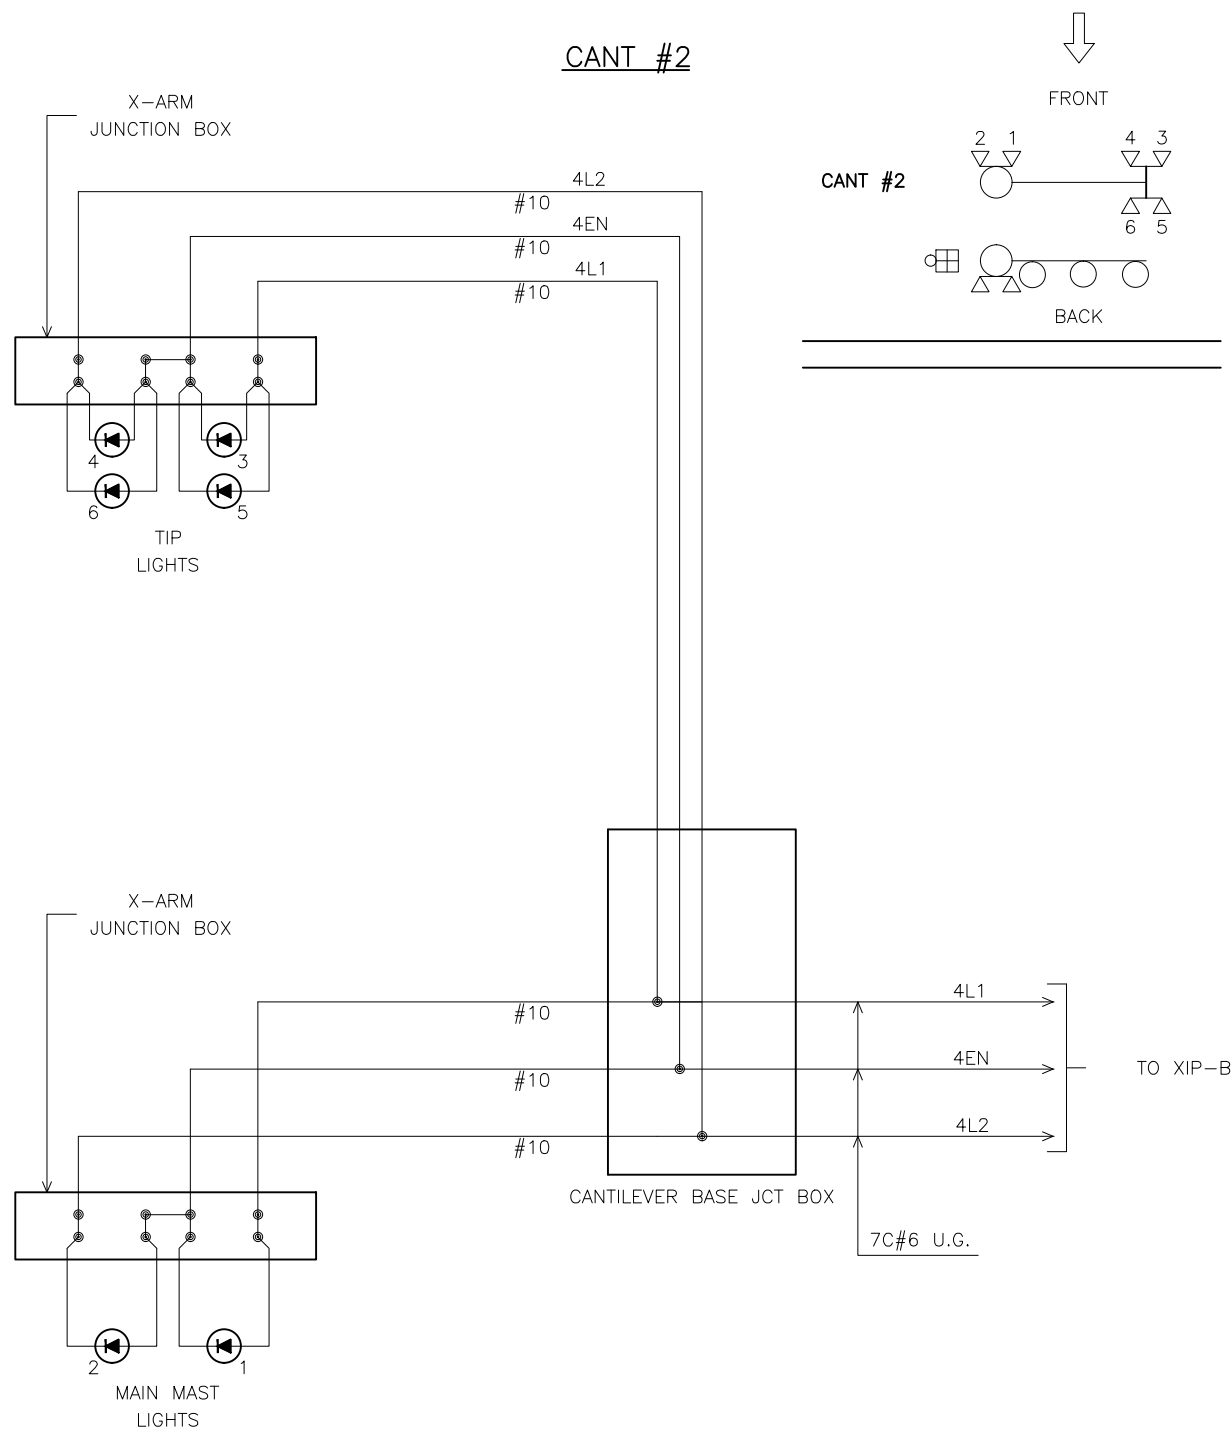 CANT #2
FRONT
X-ARM
JUNCTION BOX
2 1
4 3
CANT #2
6 5
BACK
4L2
#10
4EN
#10
4L1
#10
4
3
6
5
TIP
LIGHTS
X-ARM
JUNCTION BOX
4L1
#10
4EN
#10
TO XIP-B
4L2
#10
CANTILEVER BASE JCT BOX
7C#6 U.G.
2
1
MAIN MAST
LIGHTS